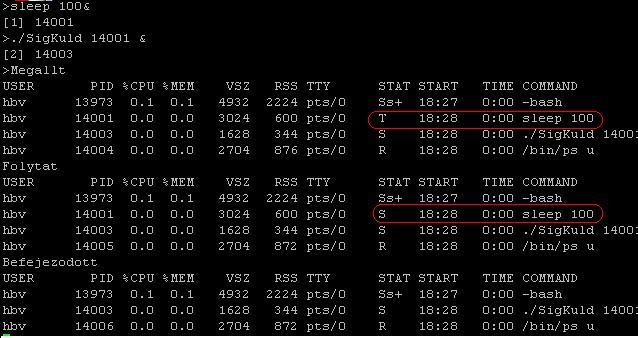 >sleep 100&
[1] 14001
>./SigKuld 14001 &
[2] 14003
>Megallt
USER PID %CPU %MEM VSZ RSS TTY STAT START TIME COMMAND
hbv 13973 0.1 0.1 4932 2224 pts/0 Ss+ 18:27 0:00 -bash
hbv 14001 0.0 0.0 3024 600 pts/0 T 18:28 0:00 sleep 100
hbv 14003 0.0 0.0 1628 344 pts/0 S 18:28 0:00 ./SigKuld 14001
hbv 14004 0.0 0.0 2704 876 pts/0 R 18:28 0:00 /bin/ps u
Folytat
USER PID %CPU %MEM VSZ RSS TTY STAT START TIME COMMAND
hbv 13973 0.1 0.1 4932 2224 pts/0 Ss+ 18:27 0:00 -bash
hbv 14001 0.0 0.0 3024 600 pts/0 S 18:28 0:00 sleep 100
hbv 14003 0.0 0.0 1628 344 pts/0 S 18:28 0:00 ./SigKuld 14001
hbv 14005 0.0 0.0 2704 872 pts/0 R 18:28 0:00 /bin/ps u
Befejezodott
USER PID %CPU %MEM VSZ RSS TTY STAT START TIME COMMAND
hbv 13973 0.1 0.1 4932 2224 pts/0 Ss+ 18:27 0:00 -bash
hbv 14003 0.0 0.0 1628 344 pts/0 S 18:28 0:00 ./SigKuld 14001
hbv 14006 0.0 0.0 2704 872 pts/0 R 18:28 0:00 /bin/ps u